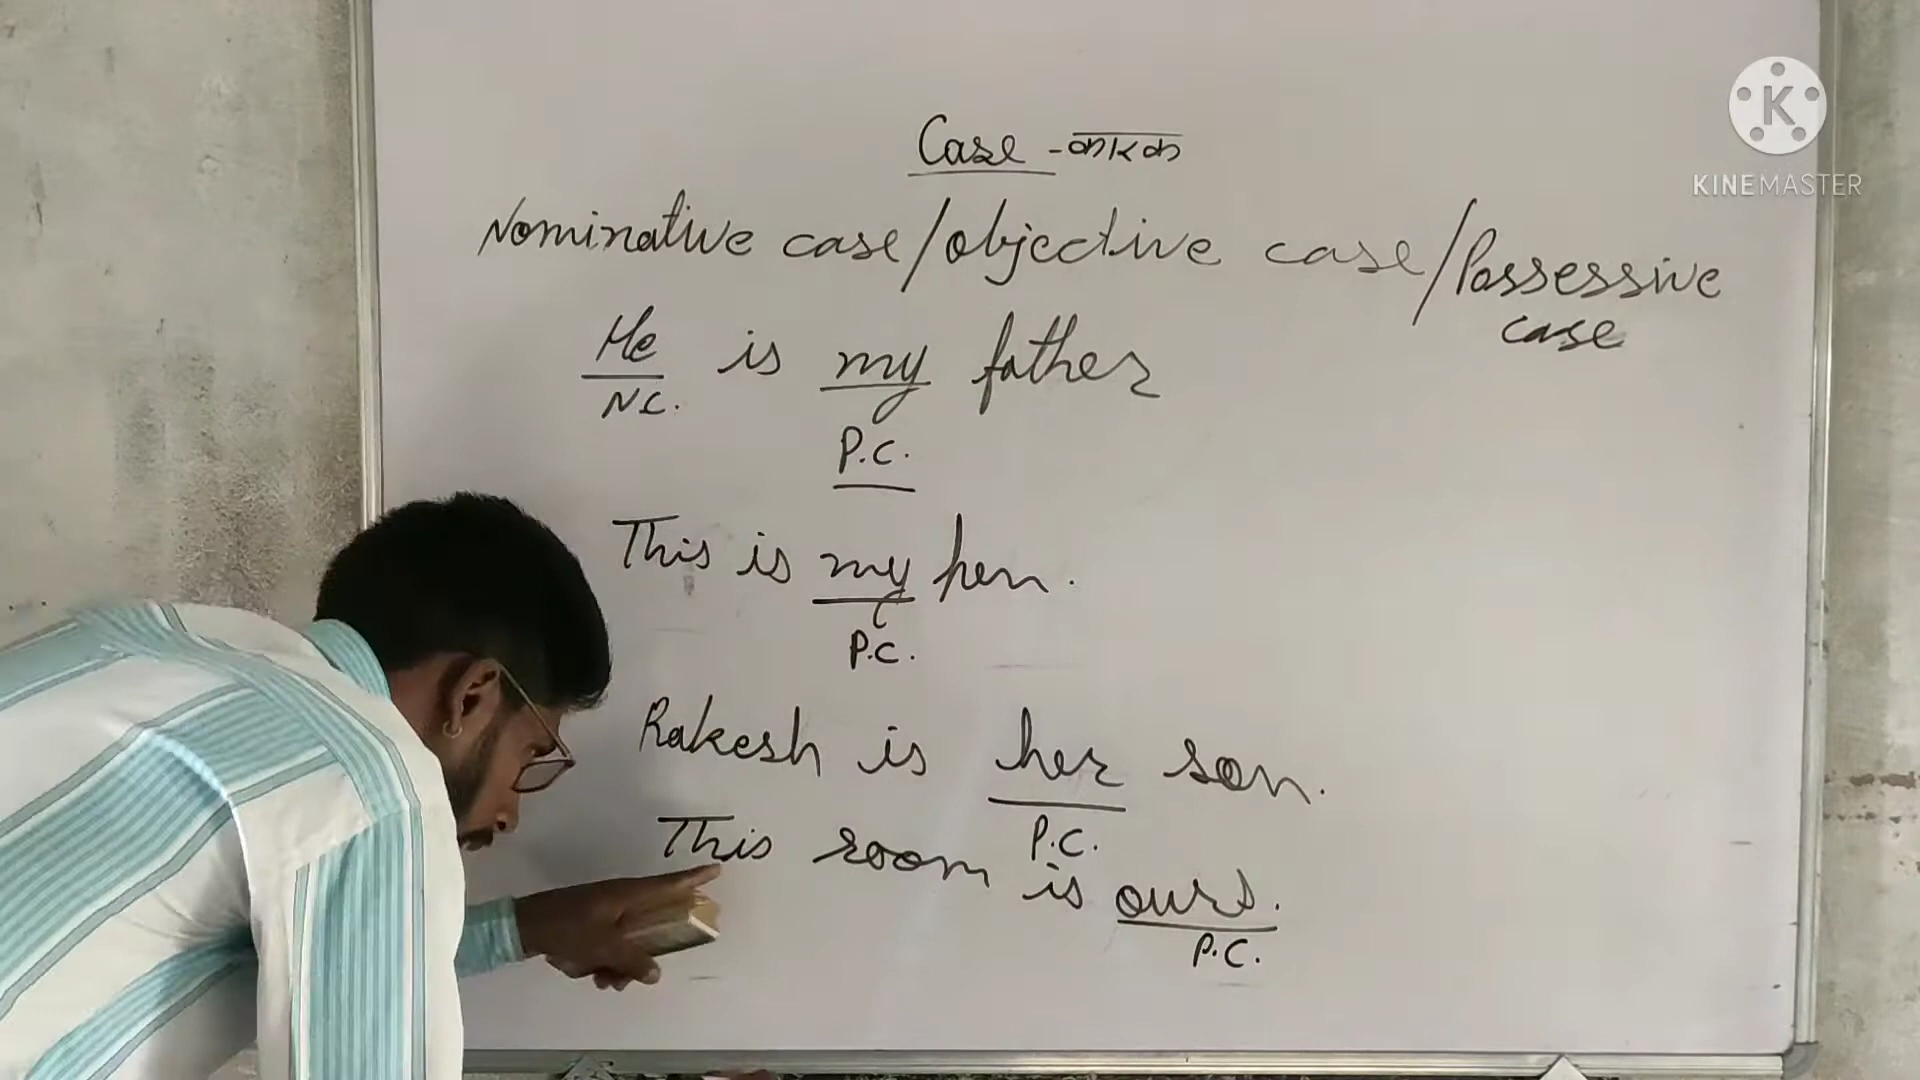 Case - कारक
Nominative case/objective case/Possessive case
He is my father
N.C.
P.C.
This is my pen.
P.C.
Rakesh is her son.
P.C.
This room is ours.
P.C.
K
KINEMASTER